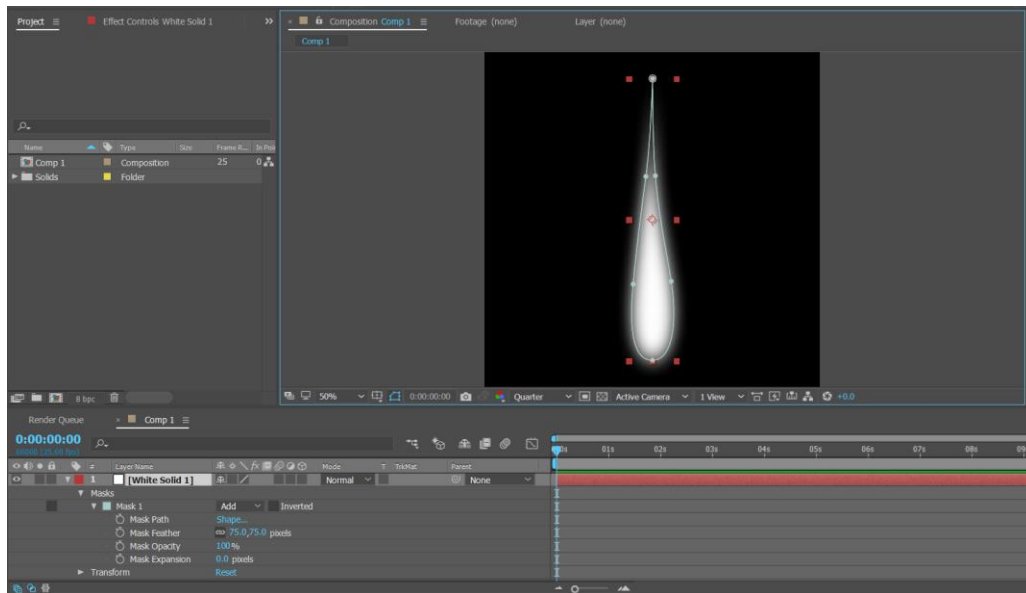 Project
Effect Controls White Solid 1
Composition Comp 1
Footage (none)
Layer (none)
Comp 1
Name Type Size Frame R... In Poi
Comp 1 Composition 25 0
Solids Folder
8 bpc
50% 0:00:00:00 Quarter Active Camera 1 View +0.0
Render Queue Comp 1
0:00:00:00
00000 (25.00 fps)
00s 01s 02s 03s 04s 05s 06s 07s 08s 09
# Layer Name Mode T TrkMat Parent
1 [White Solid 1] Normal None
Masks
Mask 1 Add Inverted
Mask Path Shape...
Mask Feather 75.0,75.0 pixels
Mask Opacity 100%
Mask Expansion 0.0 pixels
Transform Reset